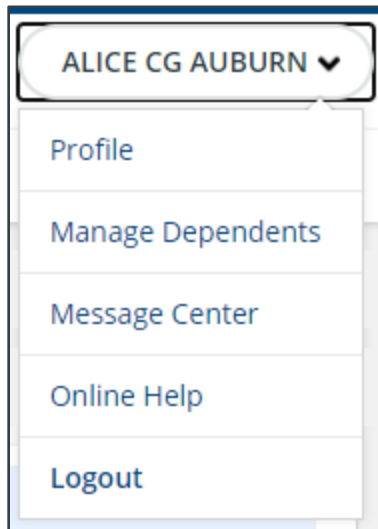 ALICE CG AUBURN
Profile
Manage Dependents
Message Center
Online Help
Logout